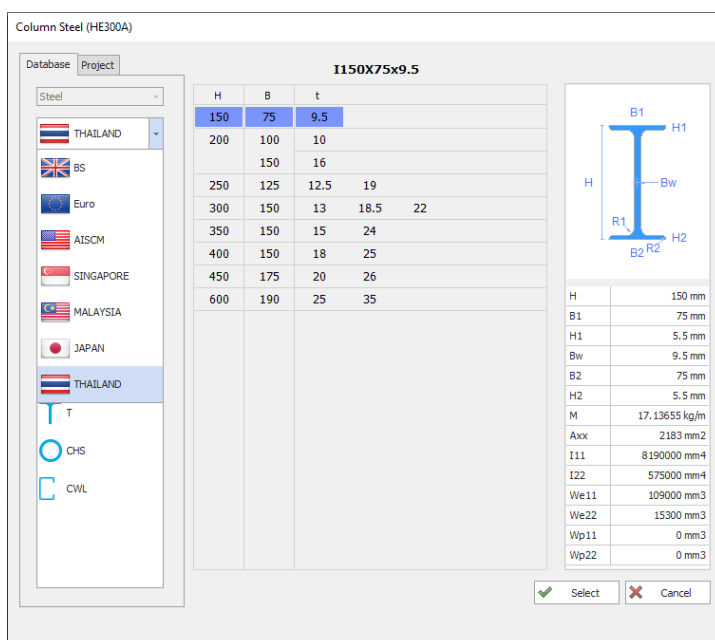 Column Steel (HE300A)
Database Project
I150X75x9.5
Steel
THAILAND
BS
Euro
AISCM
SINGAPORE
MALAYSIA
JAPAN
THAILAND
T
CHS
CWL
H B t
150 75 9.5
200 100 10
150 16
250 125 12.5 19
300 150 13 18.5 22
350 150 15 24
400 150 18 25
450 175 20 26
600 190 25 35
B1
H1
H
Bw
R1
H2
B2 R2
H 150 mm
B1 75 mm
H1 5.5 mm
Bw 9.5 mm
B2 75 mm
H2 5.5 mm
M 17.13655 kg/m
Axx 2183 mm2
I11 8190000 mm4
I22 575000 mm4
We11 109000 mm3
We22 15300 mm3
Wp11 0 mm3
Wp22 0 mm3
Select Cancel